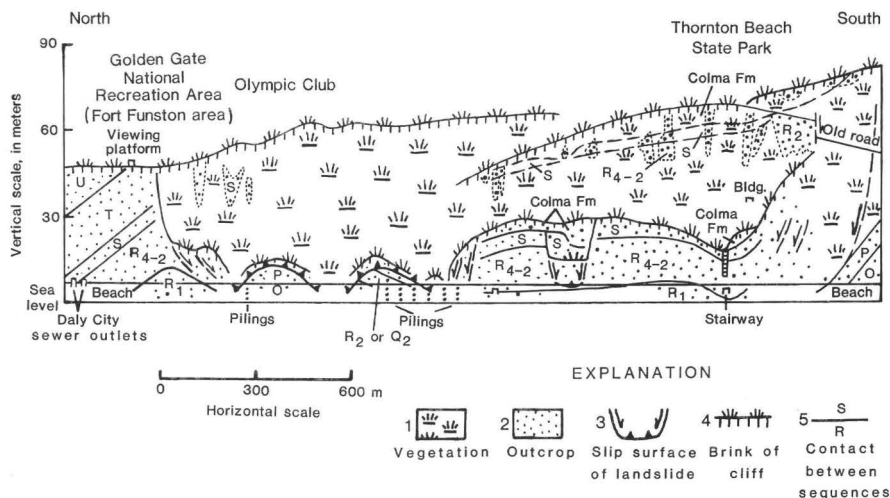 North
South
Thornton Beach
State Park
Golden Gate
National
Recreation Area
(Fort Funston area)
Olympic Club
Viewing
platform
Colma Fm
Old road
Vertical scale, in meters
90
60
30
Sea
level
U
T
S
R4-2
R1
Beach
S
P
O
S
R4-2
S
R2
Bldg.
Colma Fm
Colma
Fm
S
S
S
R4-2
R4-2
R1
P
O
Beach
Daly City
sewer outlets
Pilings
R2 or Q2
Pilings
Stairway
0 300 600 m
Horizontal scale
EXPLANATION
1
Vegetation
2
Outcrop
3
Slip surface
of landslide
4
Brink of
cliff
5
S
R
Contact
between
sequences